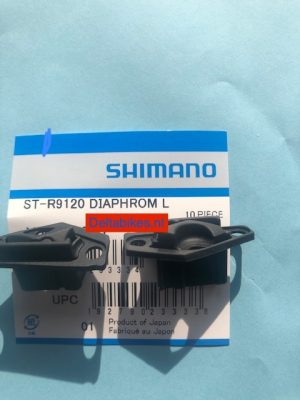 SHIMANO
ST-R9120 DIAPHROM L
Deltabikes.nl
10 PIECE
UPC
01
Product of Japan
Fabriqué au Japon